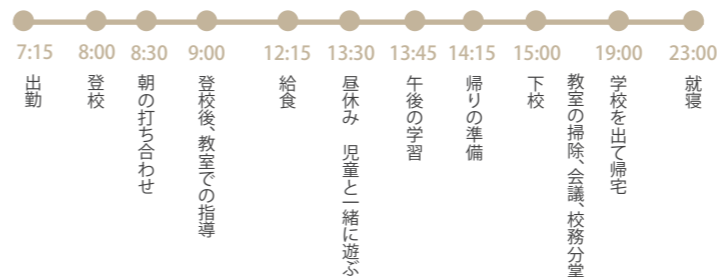 7:15
出勤
8:00
登校
8:30
朝の打ち合わせ
9:00
登校後、教室での指導
12:15
給食
13:30
昼休み 児童と一緒に遊ぶ
13:45
午後の学習
14:15
帰りの準備
15:00
下校
教室の掃除、会議、校務分掌
19:00
学校を出て帰宅
23:00
就寝